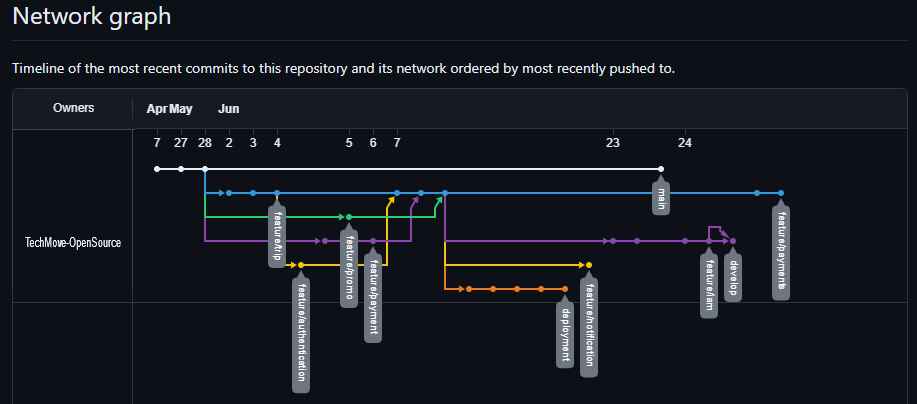 Network graph
Timeline of the most recent commits to this repository and its network ordered by most recently pushed to.
Owners
Apr May Jun
7 27 28 2 3 4 5 6 7 23 24
TechMove-OpenSource
main
feature/trip
feature/promo
feature/payment
feature/authentication
deployment
feature/notification
feature/iam
develop
feature/payments